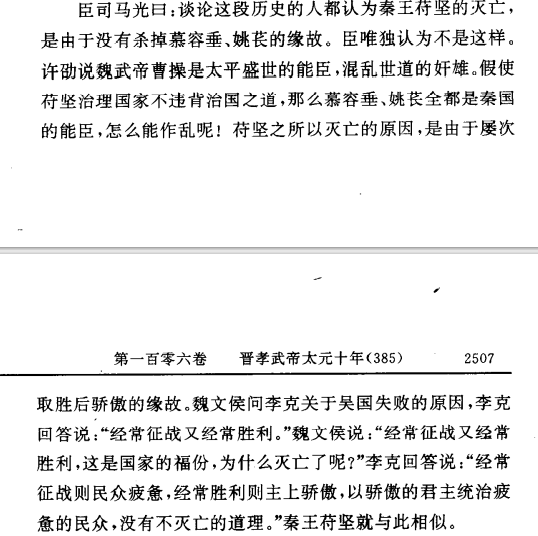 臣司马光曰:谈论这段历史的人都认为秦王苻坚的灭亡,
是由于没有杀掉慕容垂、姚苌的缘故。臣唯独认为不是这样。
许劭说魏武帝曹操是太平盛世的能臣,混乱世道的奸雄。假使
苻坚治理国家不违背治国之道,那么慕容垂、姚苌全都是秦国
的能臣,怎么能作乱呢!苻坚之所以灭亡的原因,是由于屡次
第一百零六卷 晋孝武帝太元十年(385) 2507
取胜后骄傲的缘故。魏文侯问李克关于吴国失败的原因,李克
回答说:“经常征战又经常胜利。”魏文侯说:“经常征战又经常
胜利,这是国家的福份,为什么灭亡了呢?”李克回答说:“经常
征战则民众疲惫,经常胜利则主上骄傲,以骄傲的君主统治疲
惫的民众,没有不灭亡的道理。”秦王苻坚就与此相似。